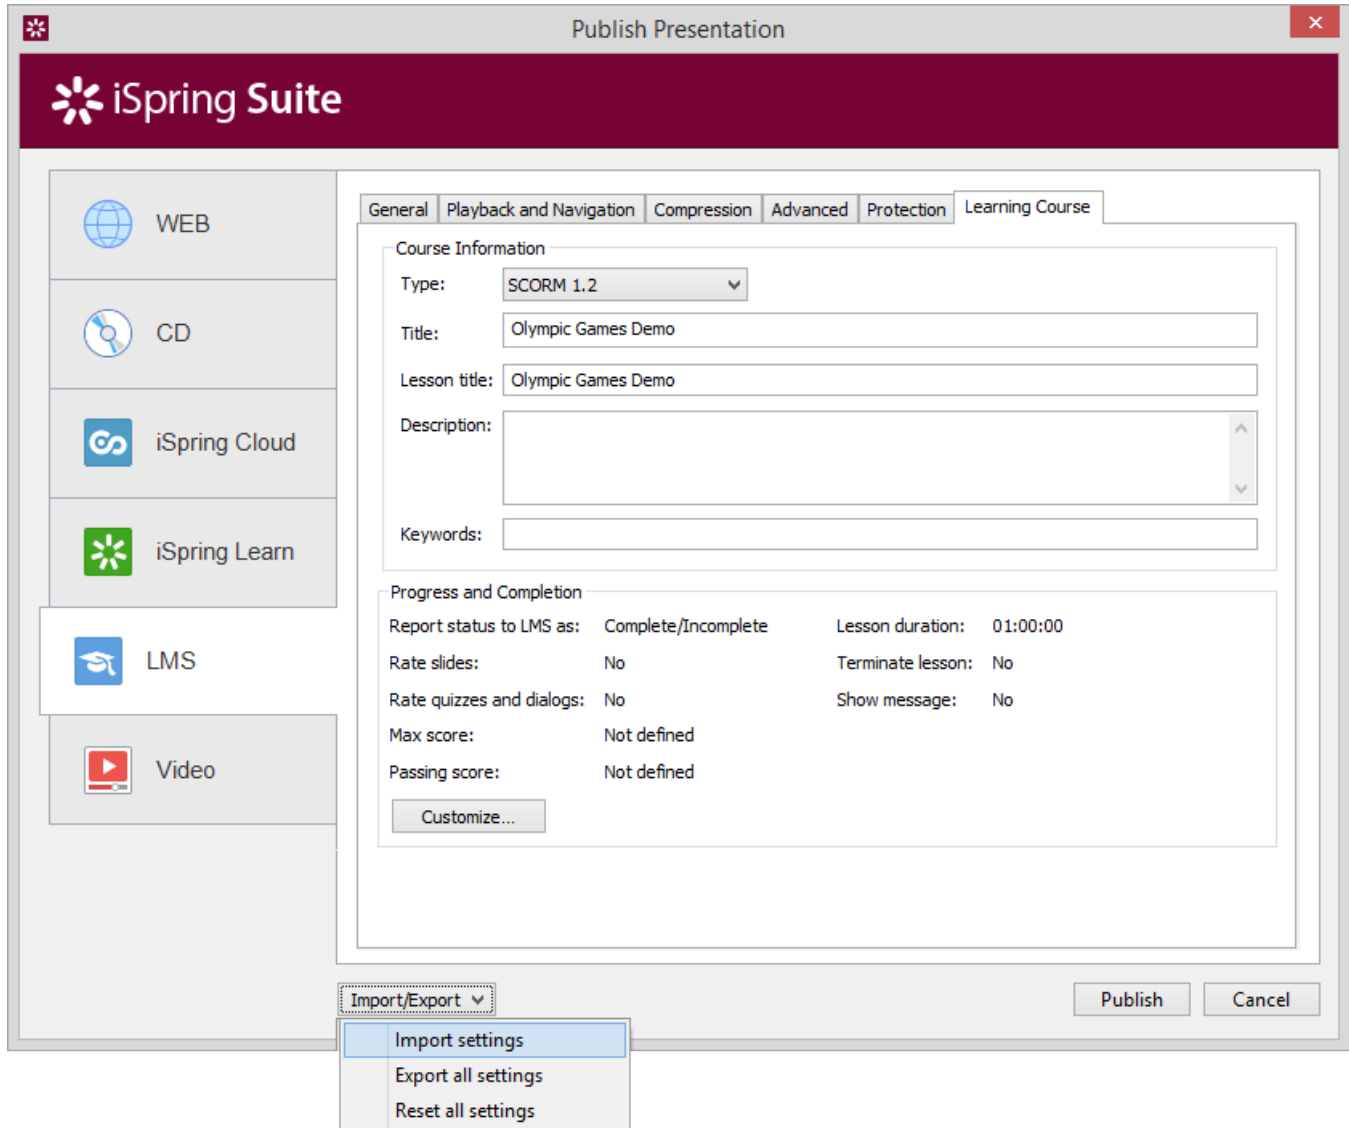 Publish Presentation
iSpring Suite
WEB
CD
iSpring Cloud
iSpring Learn
LMS
Video
General Playback and Navigation Compression Advanced Protection Learning Course
Course Information
Type: SCORM 1.2
Title: Olympic Games Demo
Lesson title: Olympic Games Demo
Description:
Keywords:
Progress and Completion
Report status to LMS as: Complete/Incomplete Lesson duration: 01:00:00
Rate slides: No Terminate lesson: No
Rate quizzes and dialogs: No Show message: No
Max score: Not defined
Passing score: Not defined
Customize...
Import/Export Publish Cancel
Import settings
Export all settings
Reset all settings